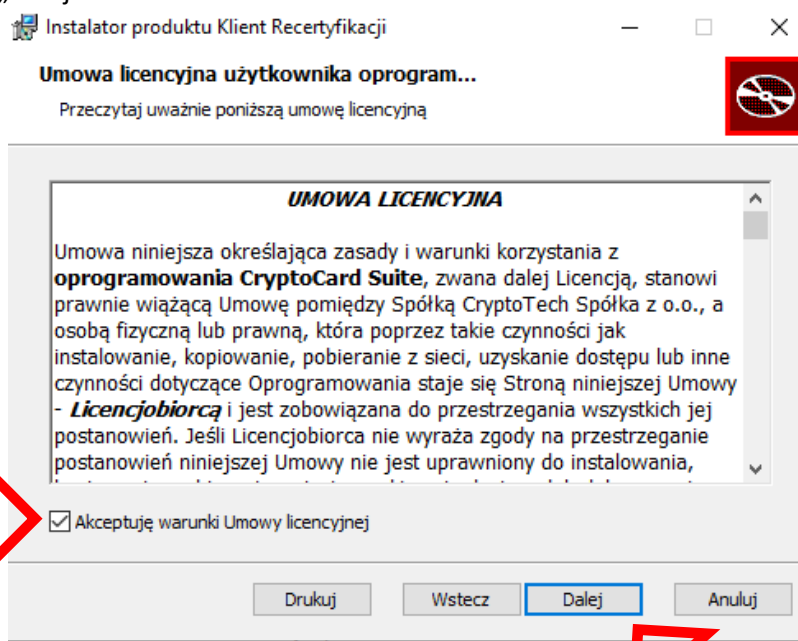 Instalator produktu Klient Recertyfikacji
Umowa licencyjna użytkownika oprogram...
Przeczytaj uważnie poniższą umowę licencyjną
UMOWA LICENCYJNA
Umowa niniejsza określająca zasady i warunki korzystania z
oprogramowania CryptoCard Suite, zwana dalej Licencją, stanowi
prawnie wiążącą Umowę pomiędzy Spółką CryptoTech Spółka z o.o., a
osobą fizyczną lub prawną, która poprzez takie czynności jak
instalowanie, kopiowanie, pobieranie z sieci, uzyskanie dostępu lub inne
czynności dotyczące Oprogramowania staje się Stroną niniejszej Umowy
- Licencjobiorcą i jest zobowiązana do przestrzegania wszystkich jej
postanowień. Jeśli Licencjobiorca nie wyraża zgody na przestrzeganie
postanowień niniejszej Umowy nie jest uprawniony do instalowania,
Akceptuję warunki Umowy licencyjnej
Drukuj Wstecz Dalej Anuluj